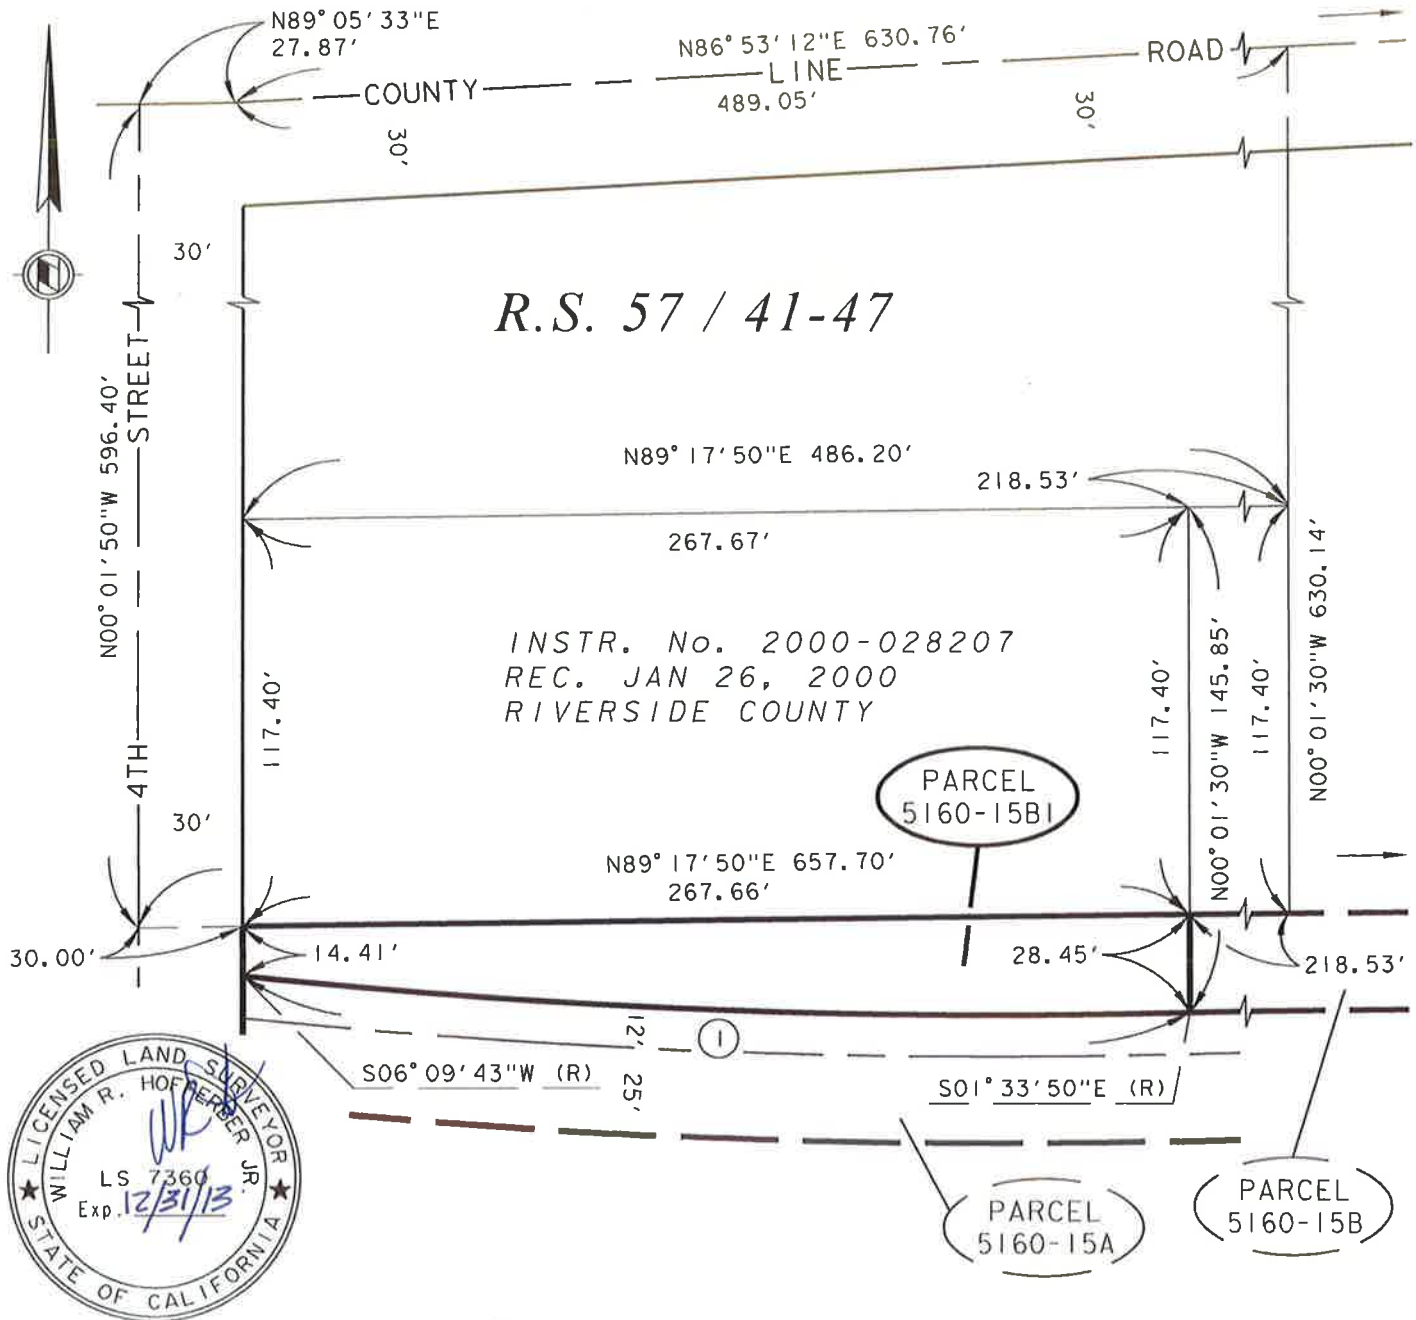 N89°05'33"E
27.87'
N86°53'12"E 630.76'
COUNTY LINE ROAD
489.05'
30'
30'
30'
R.S. 57 / 41-47
N00°01'50"W 596.40'
4TH STREET
N89°17'50"E 486.20'
218.53'
267.67'
INSTR. No. 2000-028207
REC. JAN 26, 2000
RIVERSIDE COUNTY
117.40'
117.40'
N00°01'30"W 145.85'
117.40'
N00°01'30"W 630.14'
PARCEL
5160-15B1
30'
N89°17'50"E 657.70'
267.66'
30.00'
14.41'
28.45'
218.53'
12'
1
S06°09'43"W (R)
25'
S01°33'50"E (R)
PARCEL
5160-15A
PARCEL
5160-15B
LICENSED LAND SURVEYOR
WILLIAM R. HOFFERBER JR.
LS 7360
Exp. 12/31/13
STATE OF CALIFORNIA